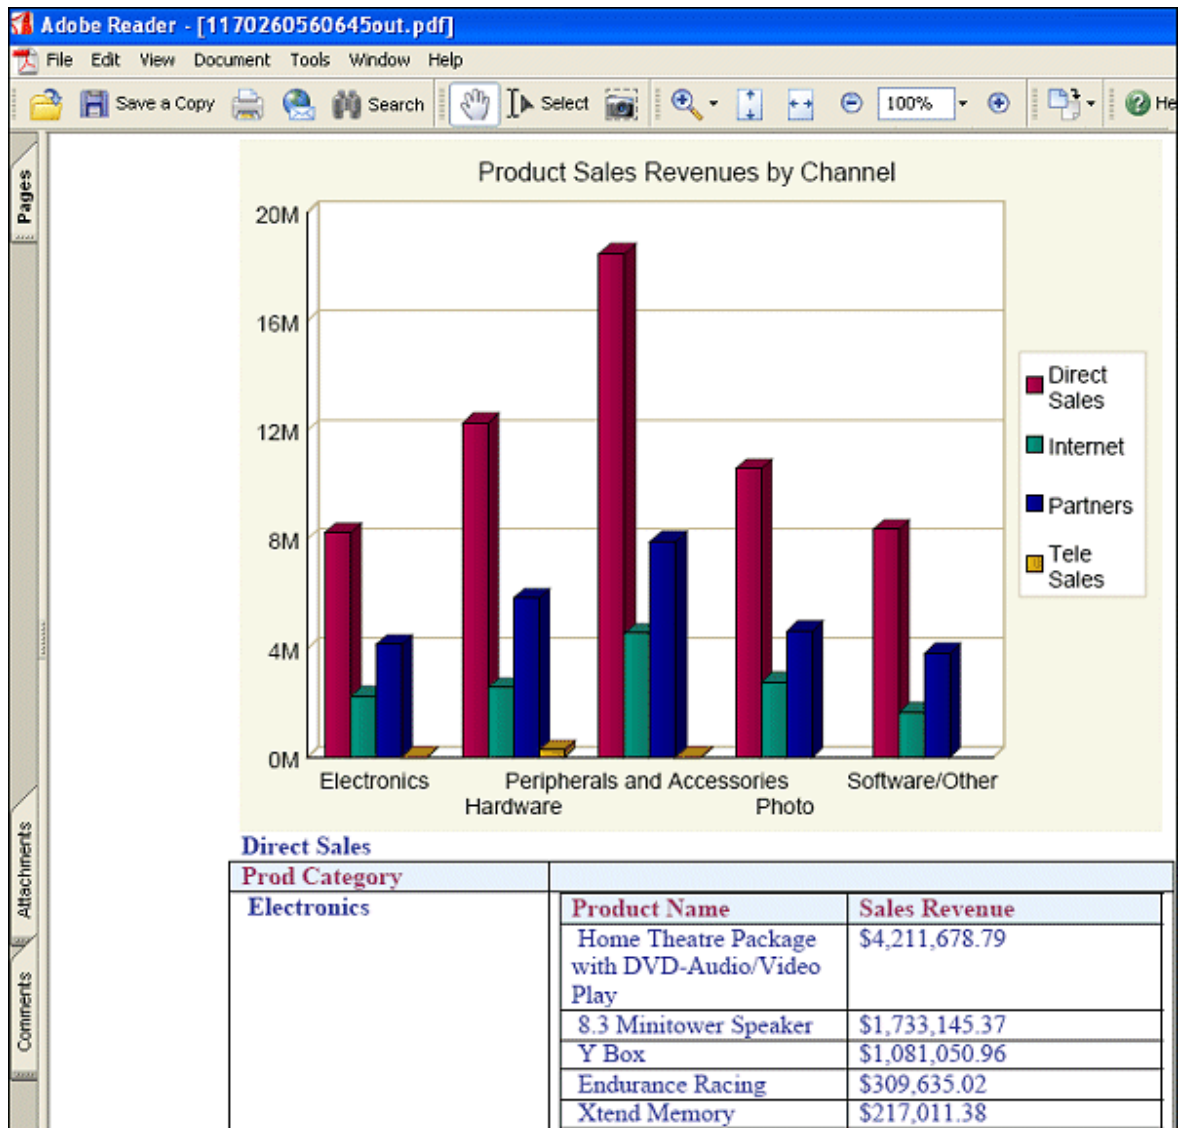 Adobe Reader - [1170260560645out.pdf]
File Edit View Document Tools Window Help
Save a Copy Search Select 100% He
Pages
Attachments
Comments
Product Sales Revenues by Channel
20M
16M
12M
8M
4M
0M
Electronics Peripherals and Accessories Software/Other
Hardware Photo
Direct
Sales
Internet
Partners
Tele
Sales
Direct Sales
Prod Category
Electronics
Product Name Sales Revenue
Home Theatre Package $4,211,678.79
with DVD-Audio/Video
Play
8.3 Minitower Speaker $1,733,145.37
Y Box $1,081,050.96
Endurance Racing $309,635.02
Xtend Memory $217,011.38